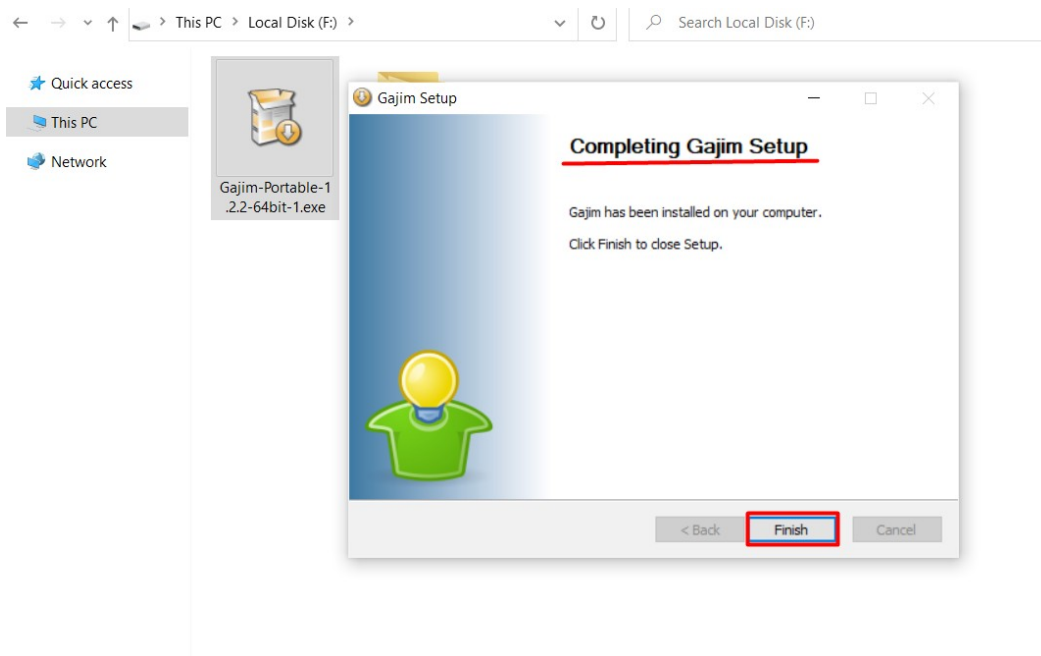 This PC > Local Disk (F:) >
Search Local Disk (F:)
Quick access
This PC
Network
Gajim-Portable-1
.2.2-64bit-1.exe
Gajim Setup
Completing Gajim Setup
Gajim has been installed on your computer.
Click Finish to close Setup.
< Back
Finish
Cancel